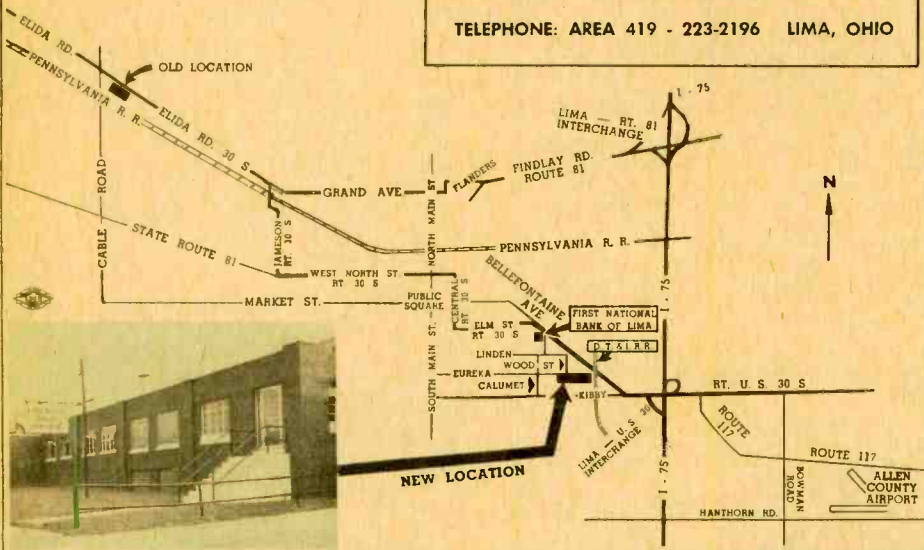 TELEPHONE: AREA 419 - 223-2196 LIMA, OHIO
ELIDA RD.
PENNSYLVANIA R. R.
OLD LOCATION
ELIDA RD. 30 S
CABLE ROAD
STATE ROUTE 81
JAMESON
RT. 30 S
GRAND AVE
NORTH MAIN ST
FLANDERS
FINDLAY RD.
ROUTE 81
LIMA — RT. 81
INTERCHANGE
I - 75
N
PENNSYLVANIA R. R.
WEST NORTH ST.
RT. 30 S
MARKET ST.
PUBLIC
SQUARE
CENTRAL
RT 30 S
BELLEFONTAINE
AVE
ELM ST
RT 30 S
FIRST NATIONAL
BANK OF LIMA
D. T. & I. R.R.
I - 75
LINDEN
WOOD ST
EUREKA
CALUMET
SOUTH MAIN ST.
KIBBY
RT. U. S. 30 S
LIMA — U. S. 30
INTERCHANGE
ROUTE
117
ROUTE 117
NEW LOCATION
I - 75
BOWMAN
ROAD
ALLEN
COUNTY
AIRPORT
HANTHORN RD.